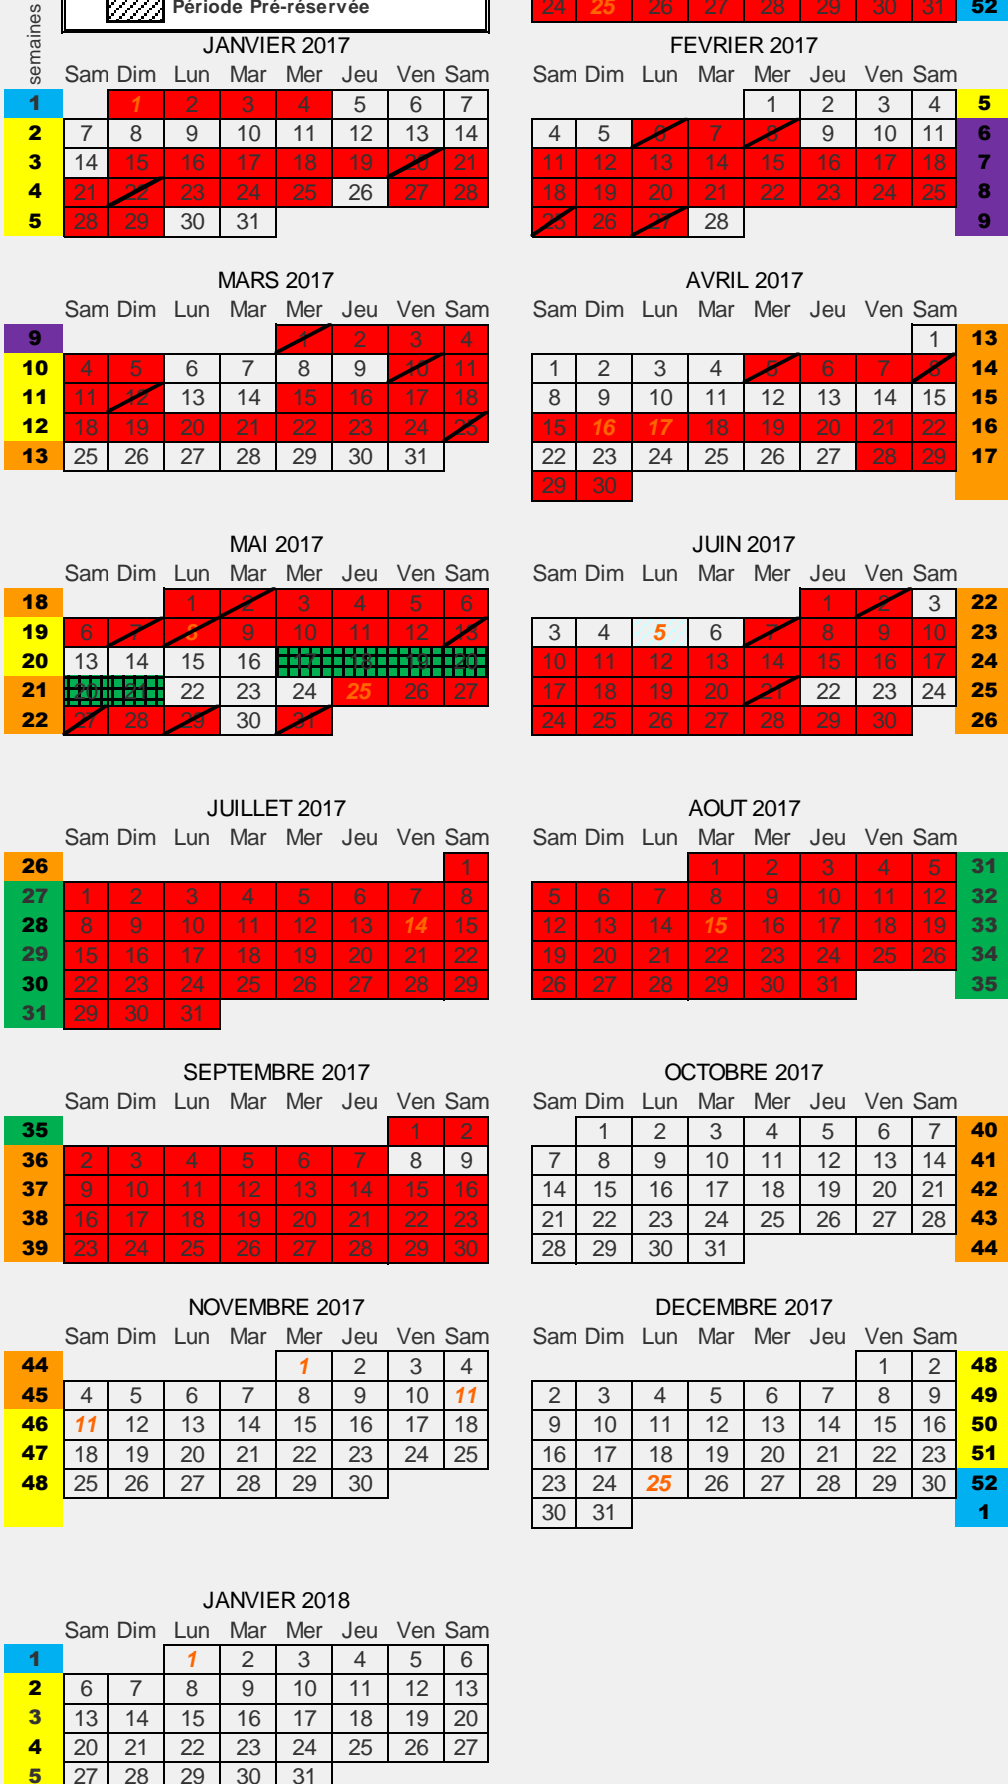 semaines
Période Pré-réservée
24 25 26 27 28 29 30 31 52
JANVIER 2017
Sam Dim Lun Mar Mer Jeu Ven Sam
1 1 2 3 4 5 6 7
2 7 8 9 10 11 12 13 14
3 14 15 16 17 18 19 20 21
4 21 22 23 24 25 26 27 28
5 28 29 30 31
FEVRIER 2017
Sam Dim Lun Mar Mer Jeu Ven Sam
1 2 3 4 5
4 5 6 7 8 9 10 11 6
11 12 13 14 15 16 17 18 7
18 19 20 21 22 23 24 25 8
25 26 27 28 9
MARS 2017
Sam Dim Lun Mar Mer Jeu Ven Sam
9 1 2 3 4
10 4 5 6 7 8 9 10 11
11 11 12 13 14 15 16 17 18
12 18 19 20 21 22 23 24 25
13 25 26 27 28 29 30 31
AVRIL 2017
Sam Dim Lun Mar Mer Jeu Ven Sam
1 13
1 2 3 4 5 6 7 8 14
8 9 10 11 12 13 14 15 15
15 16 17 18 19 20 21 22 16
22 23 24 25 26 27 28 29 17
29 30
MAI 2017
Sam Dim Lun Mar Mer Jeu Ven Sam
18 1 2 3 4 5 6
19 6 7 8 9 10 11 12 13
20 13 14 15 16 17 18 19 20
21 20 21 22 23 24 25 26 27
22 27 28 29 30 31
JUIN 2017
Sam Dim Lun Mar Mer Jeu Ven Sam
1 2 3 22
3 4 5 6 7 8 9 10 23
10 11 12 13 14 15 16 17 24
17 18 19 20 21 22 23 24 25
24 25 26 27 28 29 30 26
JUILLET 2017
Sam Dim Lun Mar Mer Jeu Ven Sam
26 1
27 1 2 3 4 5 6 7 8
28 8 9 10 11 12 13 14 15
29 15 16 17 18 19 20 21 22
30 22 23 24 25 26 27 28 29
31 29 30 31
AOUT 2017
Sam Dim Lun Mar Mer Jeu Ven Sam
1 2 3 4 5 31
5 6 7 8 9 10 11 12 32
12 13 14 15 16 17 18 19 33
19 20 21 22 23 24 25 26 34
26 27 28 29 30 31 35
SEPTEMBRE 2017
Sam Dim Lun Mar Mer Jeu Ven Sam
35 1 2
36 2 3 4 5 6 7 8 9
37 9 10 11 12 13 14 15 16
38 16 17 18 19 20 21 22 23
39 23 24 25 26 27 28 29 30
OCTOBRE 2017
Sam Dim Lun Mar Mer Jeu Ven Sam
1 2 3 4 5 6 7 40
7 8 9 10 11 12 13 14 41
14 15 16 17 18 19 20 21 42
21 22 23 24 25 26 27 28 43
28 29 30 31 44
NOVEMBRE 2017
Sam Dim Lun Mar Mer Jeu Ven Sam
44 1 2 3 4
45 4 5 6 7 8 9 10 11
46 11 12 13 14 15 16 17 18
47 18 19 20 21 22 23 24 25
48 25 26 27 28 29 30
DECEMBRE 2017
Sam Dim Lun Mar Mer Jeu Ven Sam
1 2 48
2 3 4 5 6 7 8 9 49
9 10 11 12 13 14 15 16 50
16 17 18 19 20 21 22 23 51
23 24 25 26 27 28 29 30 52
30 31 1
JANVIER 2018
Sam Dim Lun Mar Mer Jeu Ven Sam
1 1 2 3 4 5 6
2 6 7 8 9 10 11 12 13
3 13 14 15 16 17 18 19 20
4 20 21 22 23 24 25 26 27
5 27 28 29 30 31